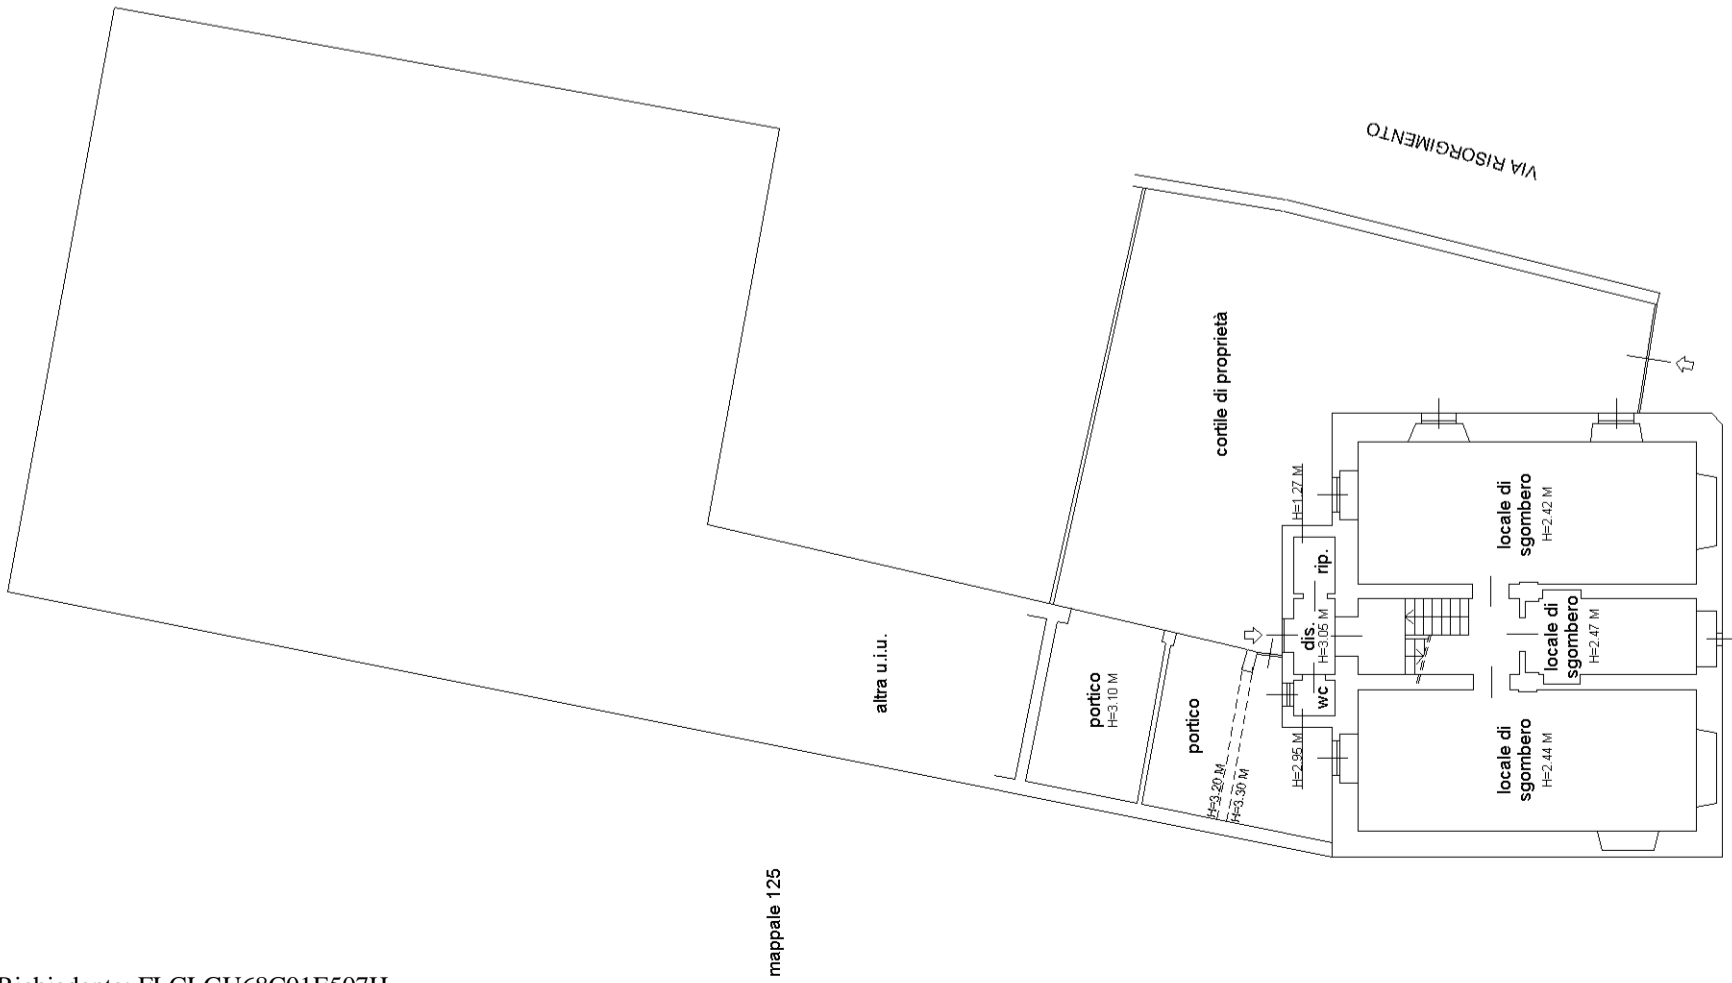 VIA RISORGIMENTO
cortile di proprietà
H=1.27 M
rip.
dis.
H=3.05 M
wc
H=2.95 M
locale di
sgombero
H=2.42 M
locale di
sgombero
H=2.47 M
locale di
sgombero
H=2.44 M
altra u.i.u.
portico
H=3.10 M
portico
H=3.20 M
H=3.30 M
mappale 125